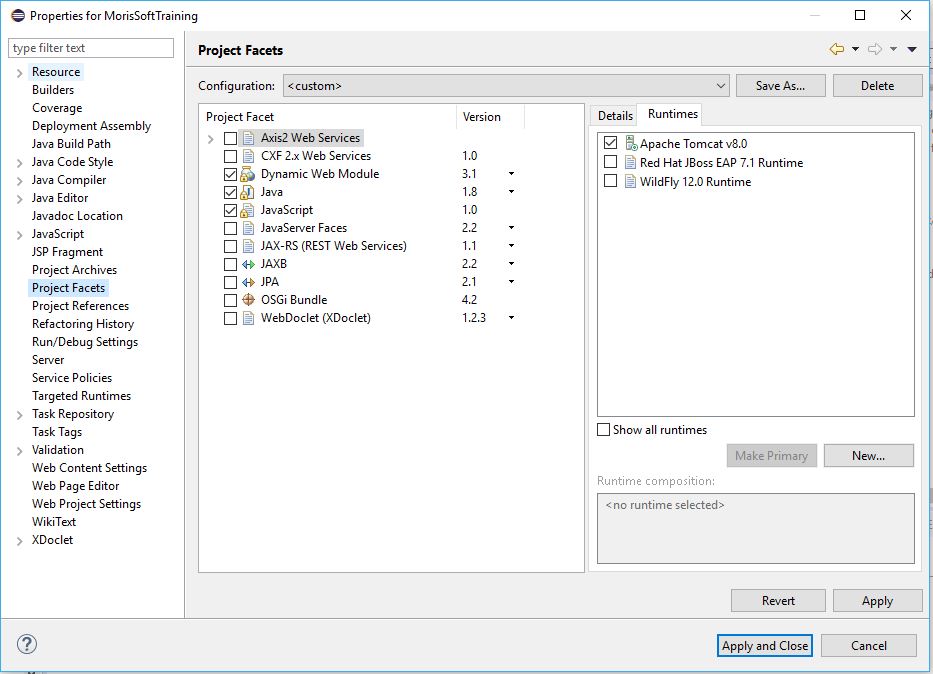 Properties for MorisSoftTraining
type filter text
Resource
Builders
Coverage
Deployment Assembly
Java Build Path
Java Code Style
Java Compiler
Java Editor
Javadoc Location
JavaScript
JSP Fragment
Project Archives
Project Facets
Project References
Refactoring History
Run/Debug Settings
Server
Service Policies
Targeted Runtimes
Task Repository
Task Tags
Validation
Web Content Settings
Web Page Editor
Web Project Settings
WikiText
XDoclet
Project Facets
Configuration: <custom> Save As... Delete
Project Facet Version
Axis2 Web Services
CXF 2.x Web Services 1.0
Dynamic Web Module 3.1
Java 1.8
JavaScript 1.0
JavaServer Faces 2.2
JAX-RS (REST Web Services) 1.1
JAXB 2.2
JPA 2.1
OSGi Bundle 4.2
WebDoclet (XDoclet) 1.2.3
Details Runtimes
Apache Tomcat v8.0
Red Hat JBoss EAP 7.1 Runtime
WildFly 12.0 Runtime
Show all runtimes
Make Primary New...
Runtime composition:
<no runtime selected>
Revert Apply
? Apply and Close Cancel